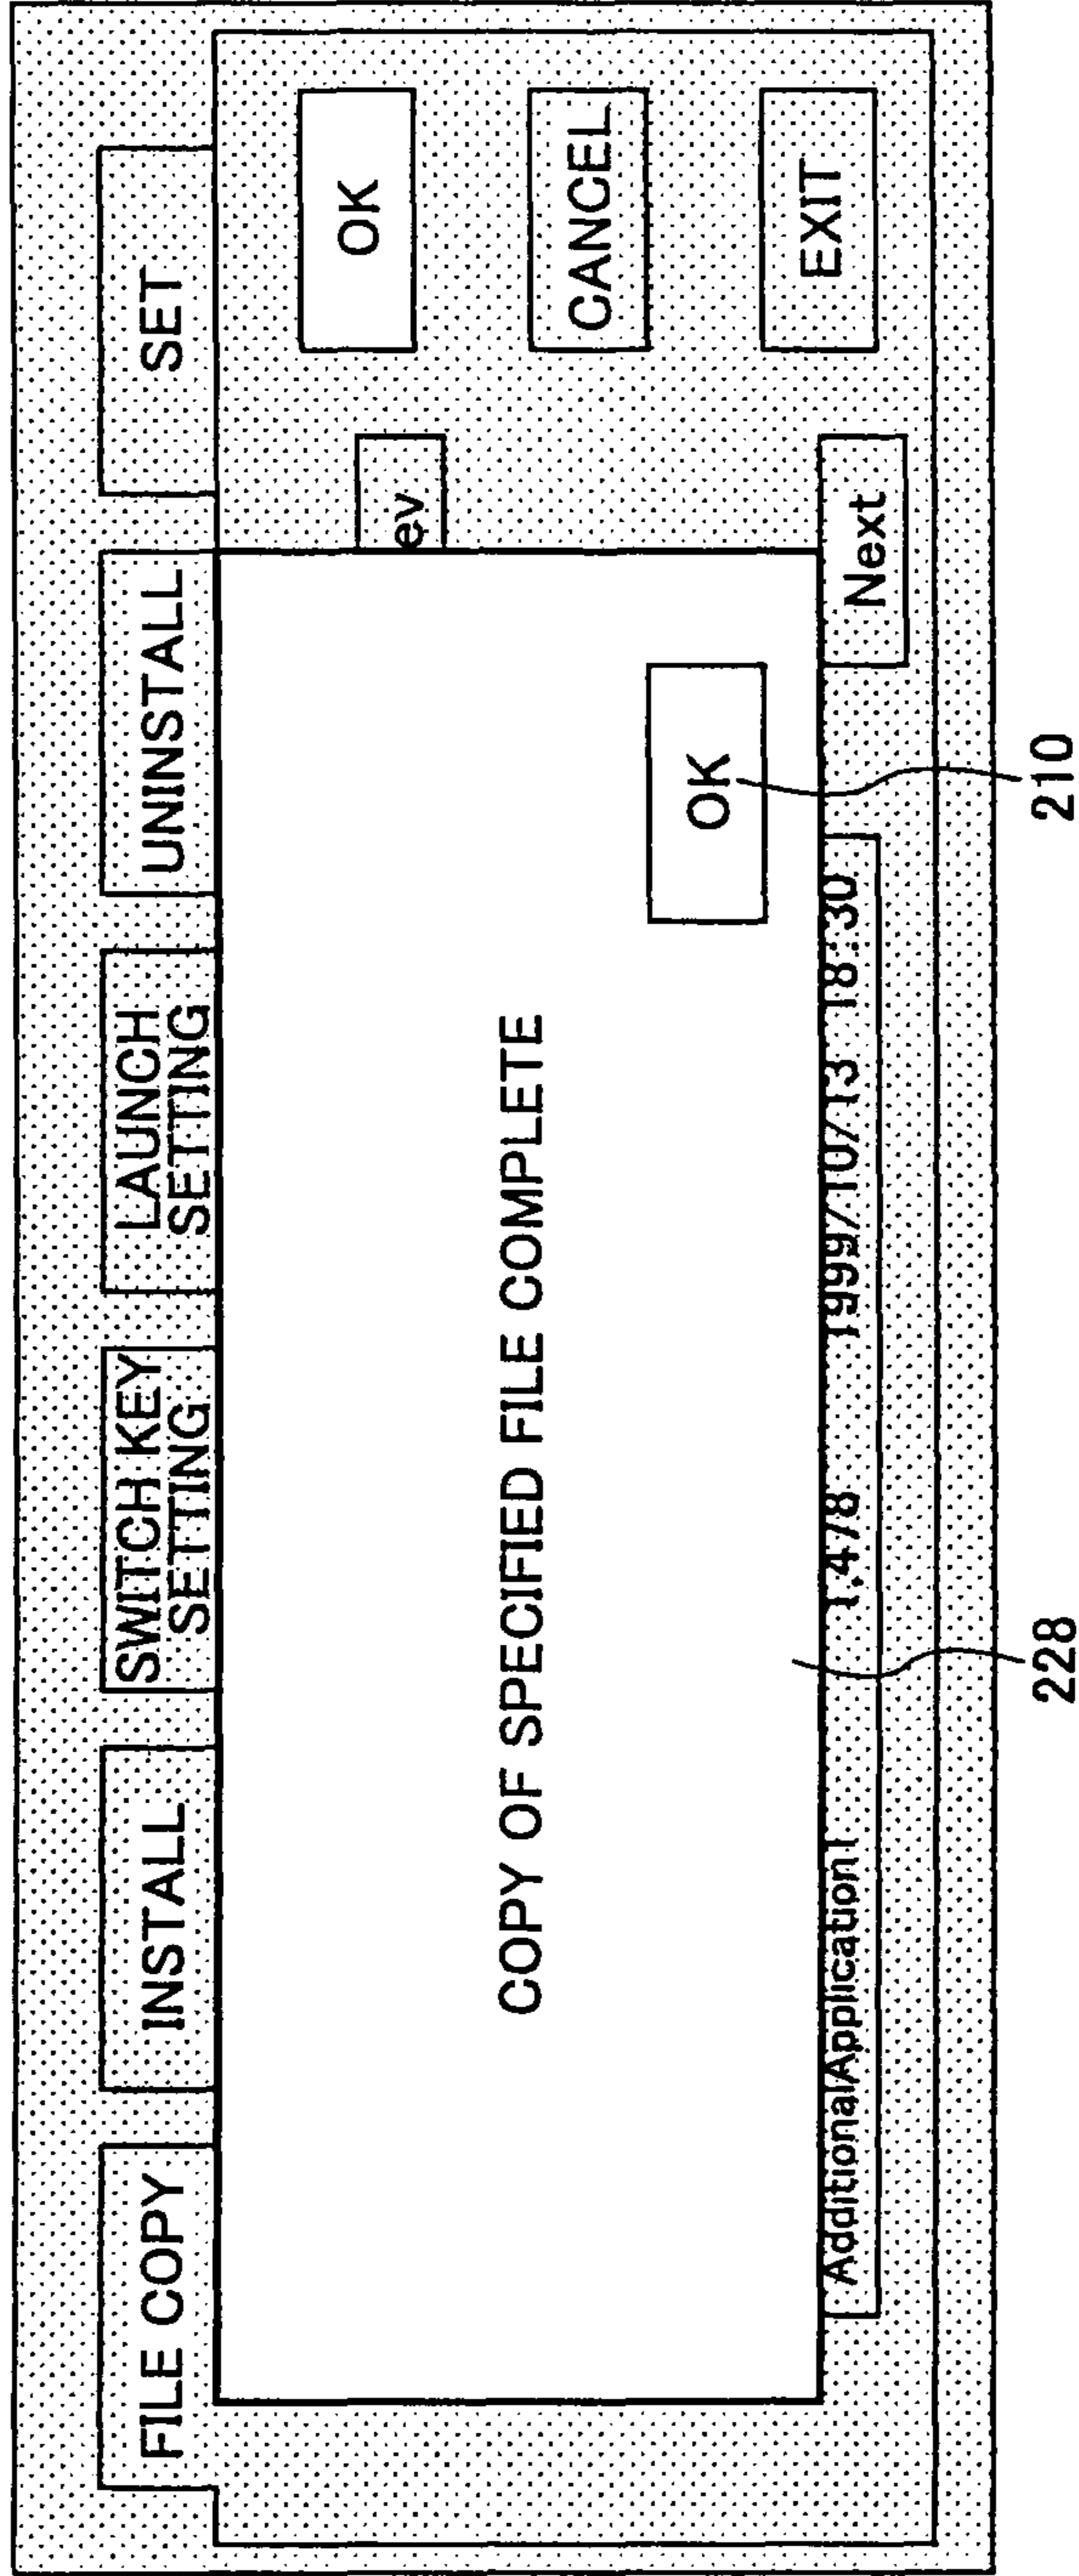 FILE COPY
INSTALL
SWITCH KEY
SETTING
LAUNCH
SETTING
UNINSTALL
SET
COPY OF SPECIFIED FILE COMPLETE
OK
ev
OK
CANCEL
EXIT
AdditionalApplication1 1,478 1999/10/13 18:30
Next
228
210